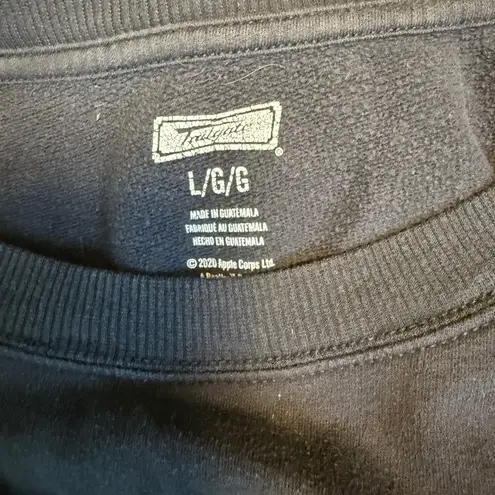 Tailgate
®
L/G/G
MADE IN GUATEMALA
FABRIQUÉ AU GUATEMALA
HECHO EN GUATEMALA
© 2020 Apple Corps Ltd.
A